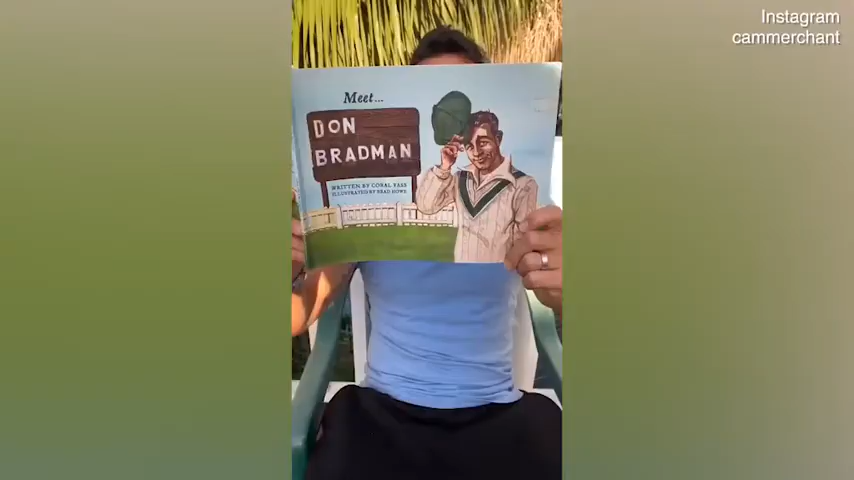 Instagram
cammerchant
Meet...
DON
BRADMAN
WRITTEN BY CORAL VASS
ILLUSTRATED BY BRAD HOWE